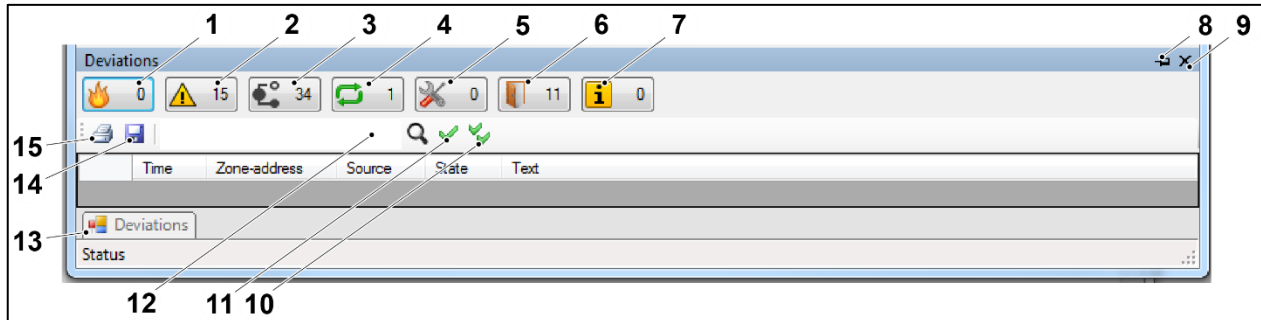 1 2 3 4 5 6 7 8 9
Deviations
0 15 34 1 0 11 i 0
15
14
Time Zone-address Source State Text
13 Deviations
Status
12 11 10